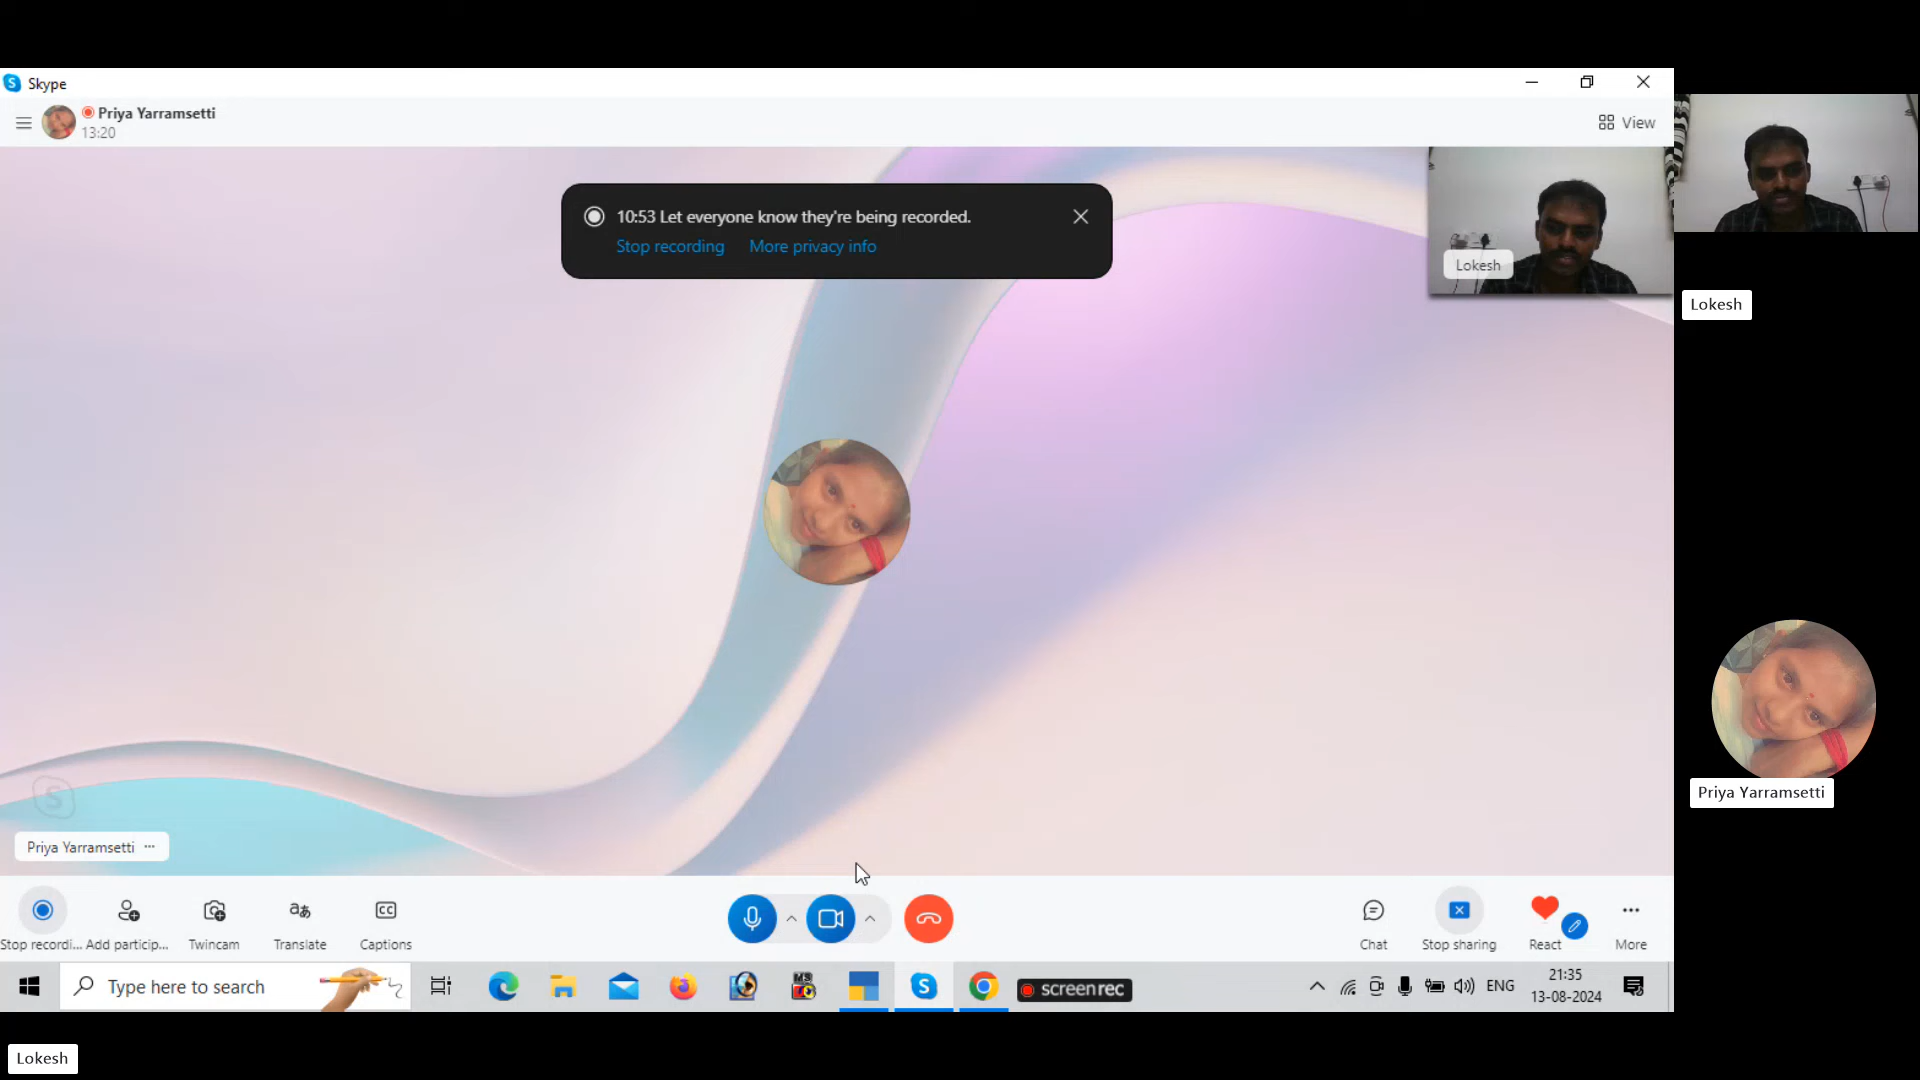 Skype
Priya Yarramsetti
13:20
View
10:53 Let everyone know they're being recorded.
Stop recording More privacy info
Lokesh
Lokesh
Priya Yarramsetti
Priya Yarramsetti ...
Stop recordi... Add particip... Twincam Translate Captions
Chat Stop sharing React More
Type here to search
screenrec
ENG
21:35
13-08-2024
Lokesh